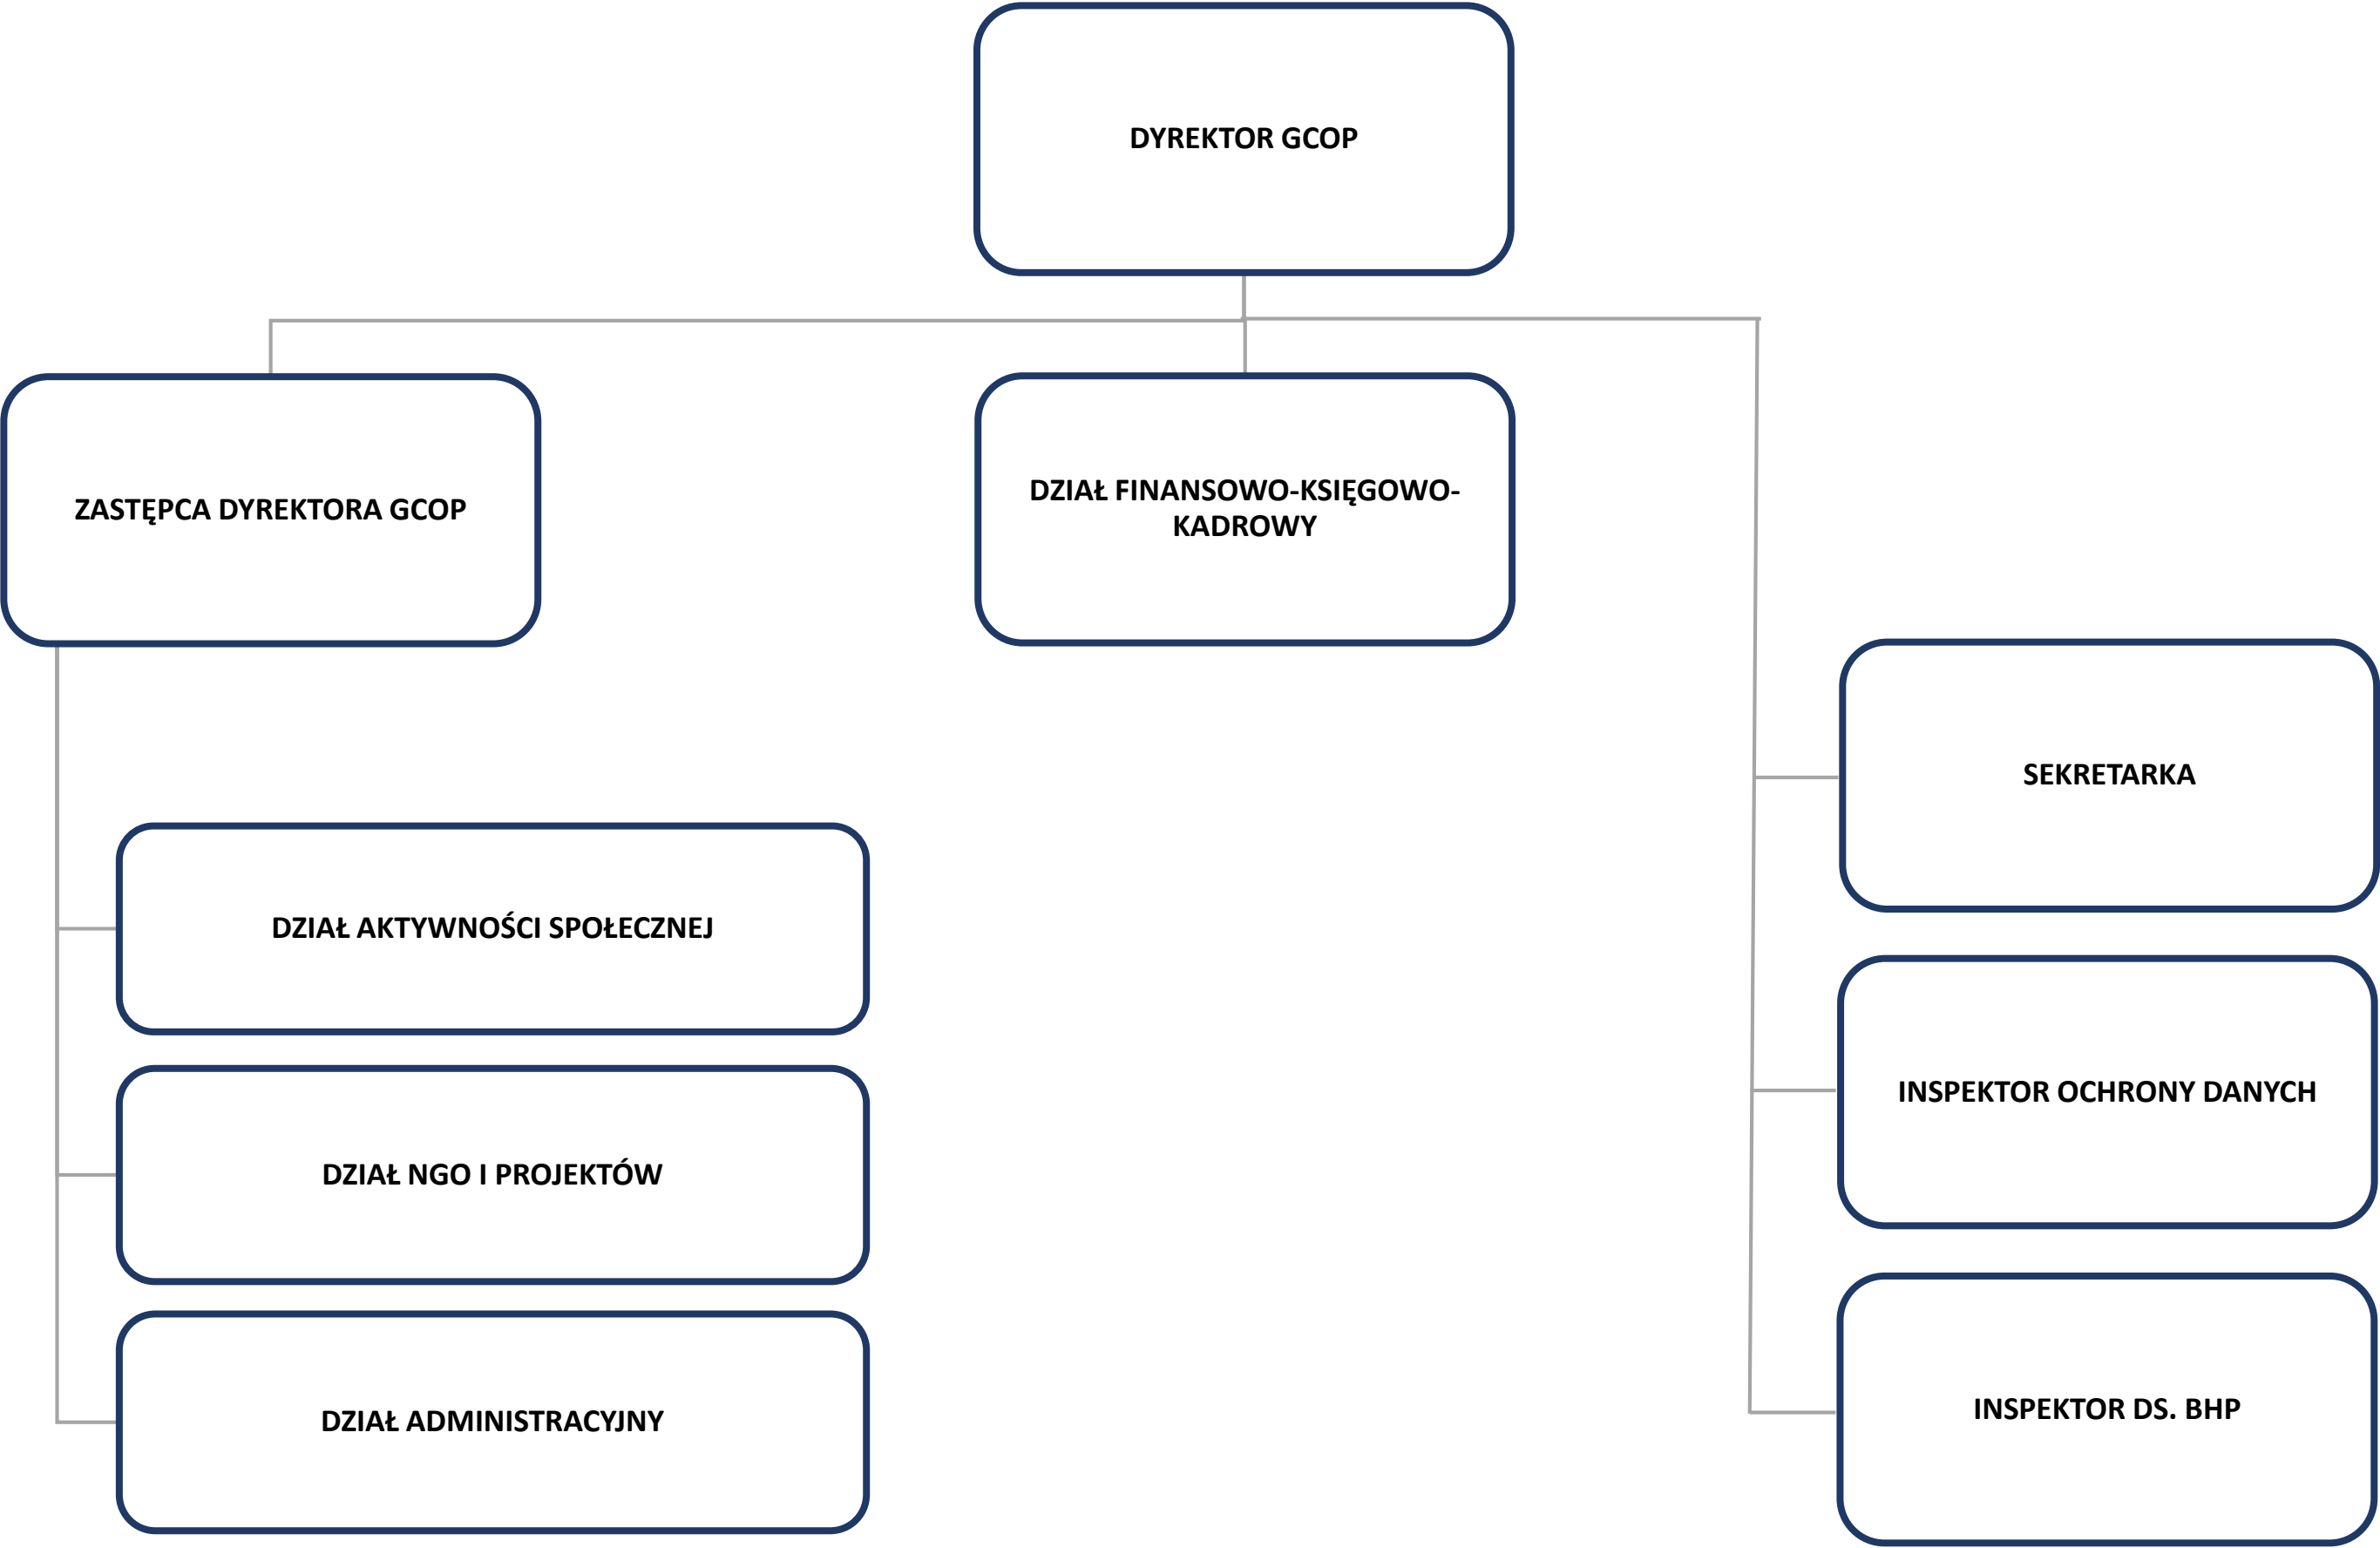 DYREKTOR GCOP
ZASTĘPCA DYREKTORA GCOP
DZIAŁ FINANSOWO-KSIĘGOWO-
KADROWY
DZIAŁ AKTYWNOŚCI SPOŁECZNEJ
DZIAŁ NGO I PROJEKTÓW
DZIAŁ ADMINISTRACYJNY
SEKRETARKA
INSPEKTOR OCHRONY DANYCH
INSPEKTOR DS. BHP